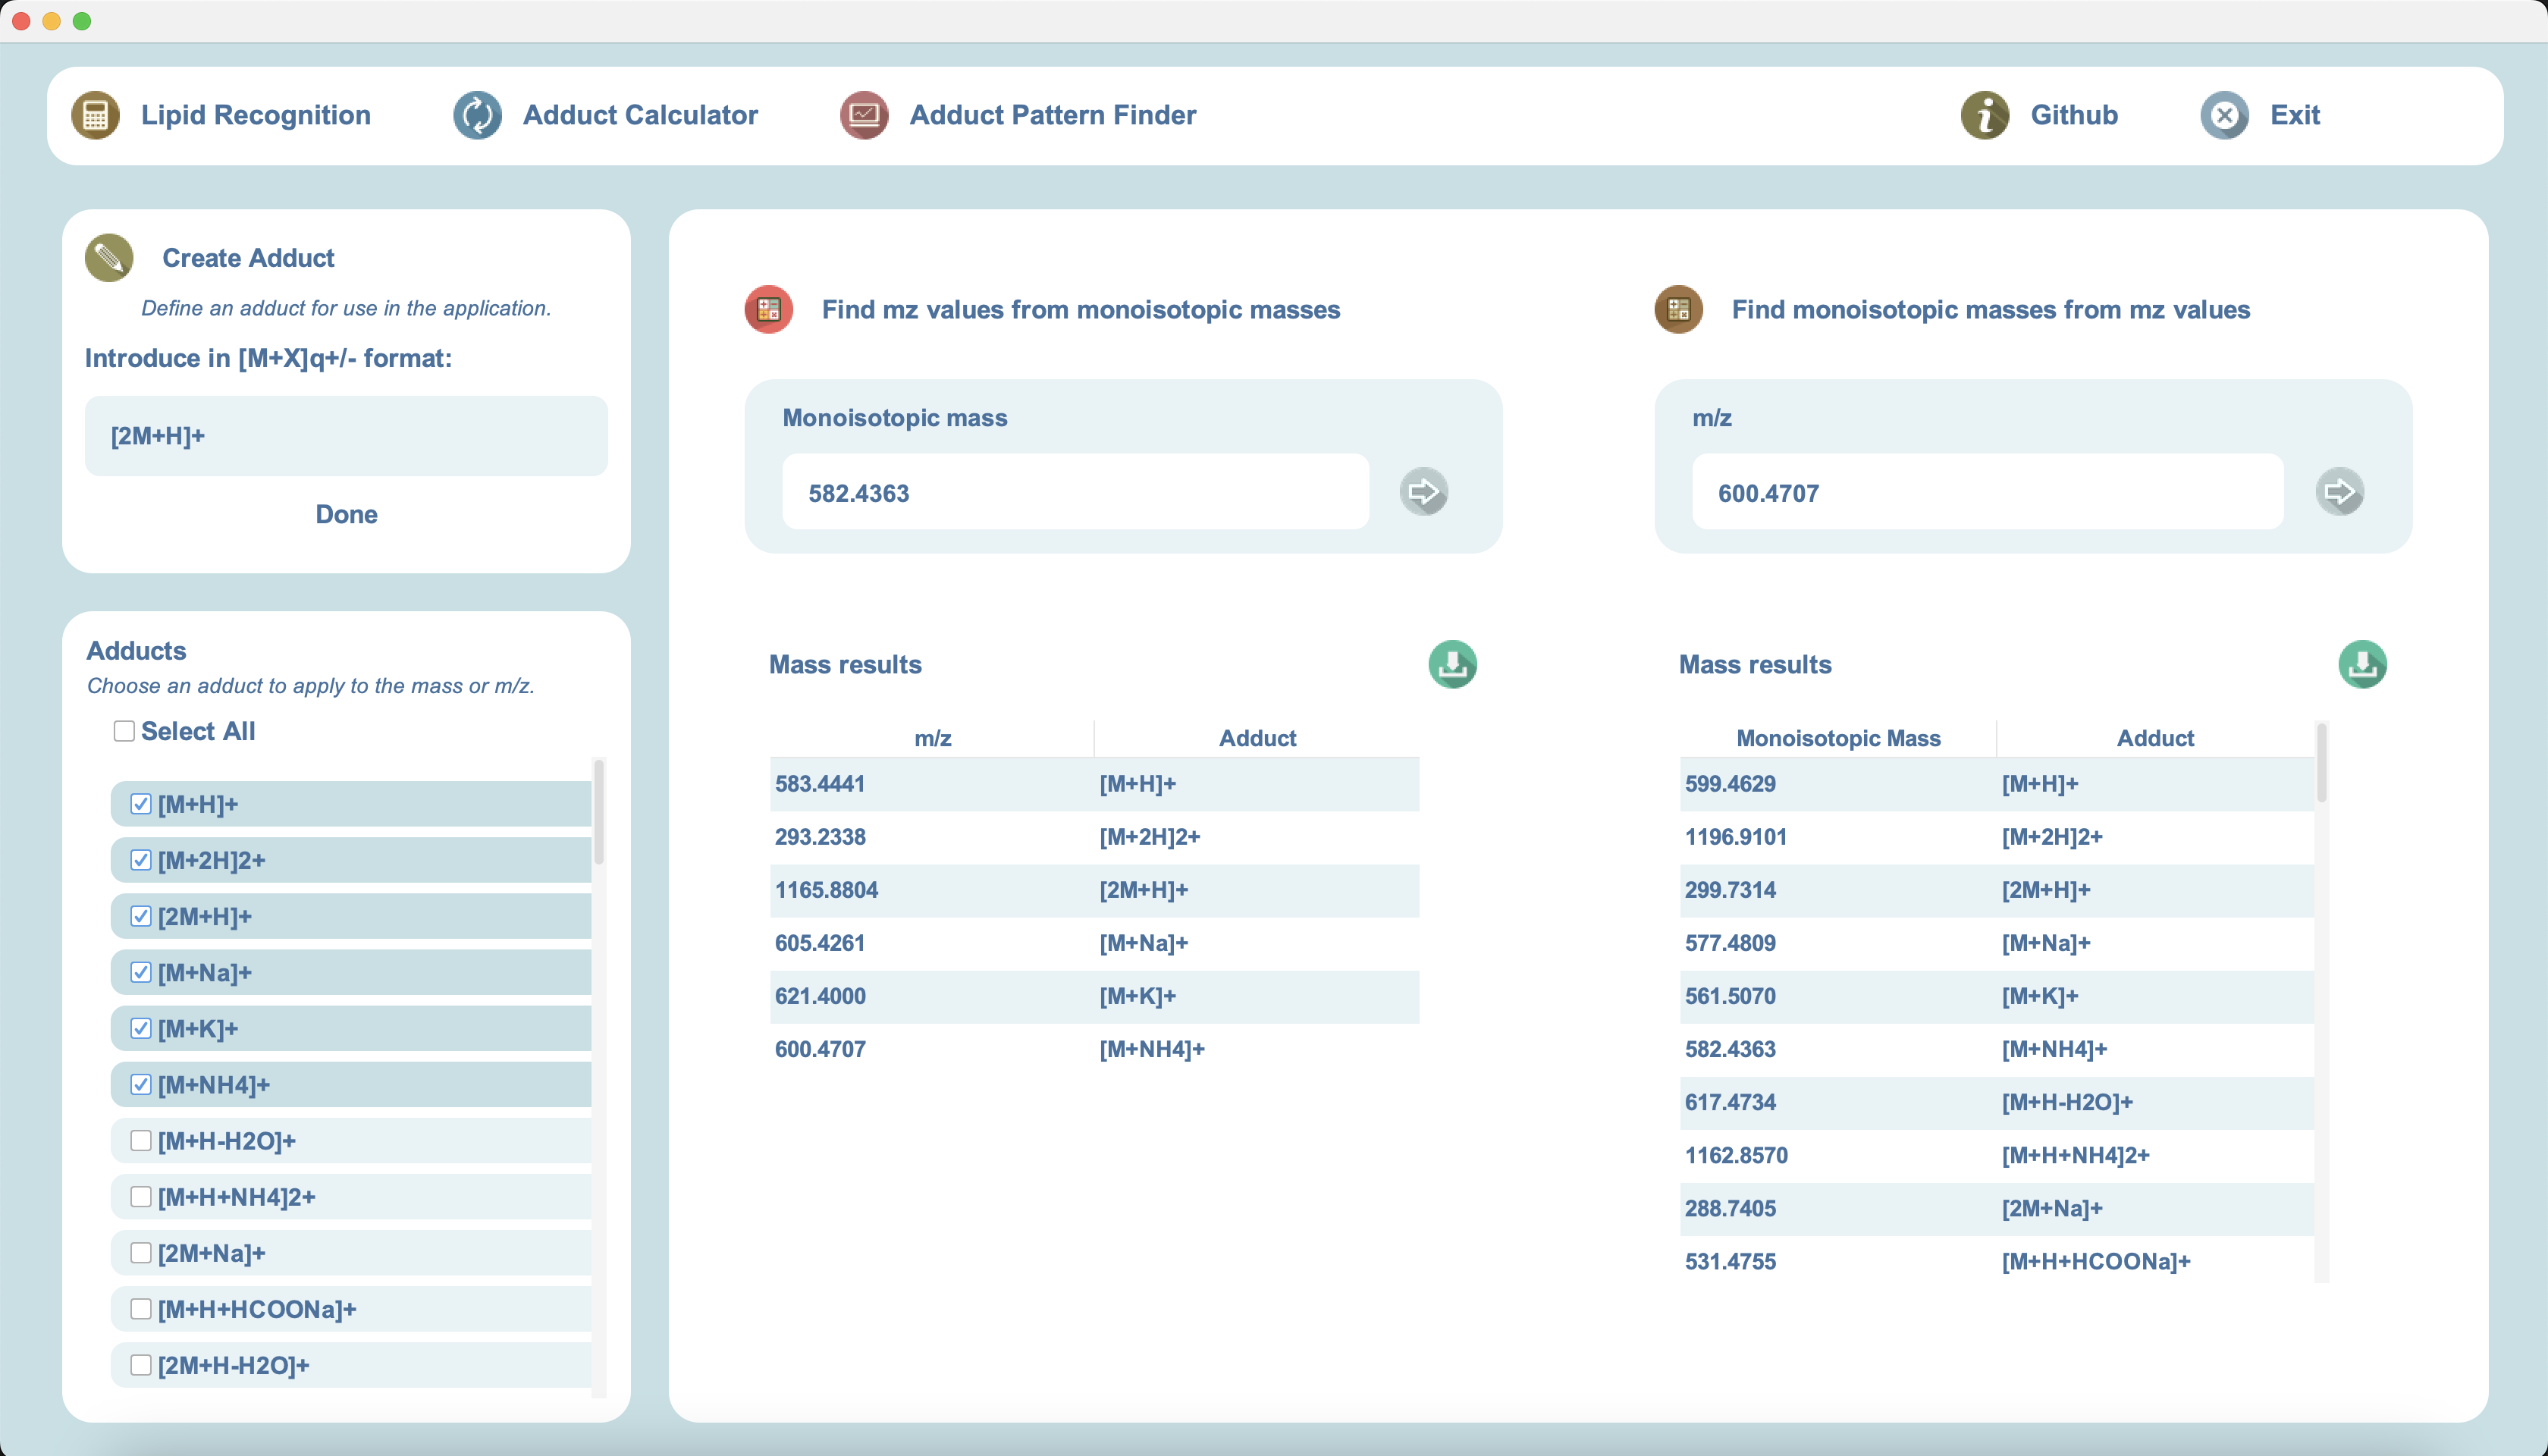 Lipid Recognition
Adduct Calculator
Adduct Pattern Finder
Github
Exit
Create Adduct
Define an adduct for use in the application.
Introduce in [M+X]q+/- format:
[2M+H]+
Done
Adducts
Choose an adduct to apply to the mass or m/z.
Select All
[M+H]+
[M+2H]2+
[2M+H]+
[M+Na]+
[M+K]+
[M+NH4]+
[M+H-H2O]+
[M+H+NH4]2+
[2M+Na]+
[M+H+HCOONa]+
[2M+H-H2O]+
Find mz values from monoisotopic masses
Monoisotopic mass
582.4363
Mass results
m/z Adduct
583.4441 [M+H]+
293.2338 [M+2H]2+
1165.8804 [2M+H]+
605.4261 [M+Na]+
621.4000 [M+K]+
600.4707 [M+NH4]+
Find monoisotopic masses from mz values
m/z
600.4707
Mass results
Monoisotopic Mass Adduct
599.4629 [M+H]+
1196.9101 [M+2H]2+
299.7314 [2M+H]+
577.4809 [M+Na]+
561.5070 [M+K]+
582.4363 [M+NH4]+
617.4734 [M+H-H2O]+
1162.8570 [M+H+NH4]2+
288.7405 [2M+Na]+
531.4755 [M+H+HCOONa]+